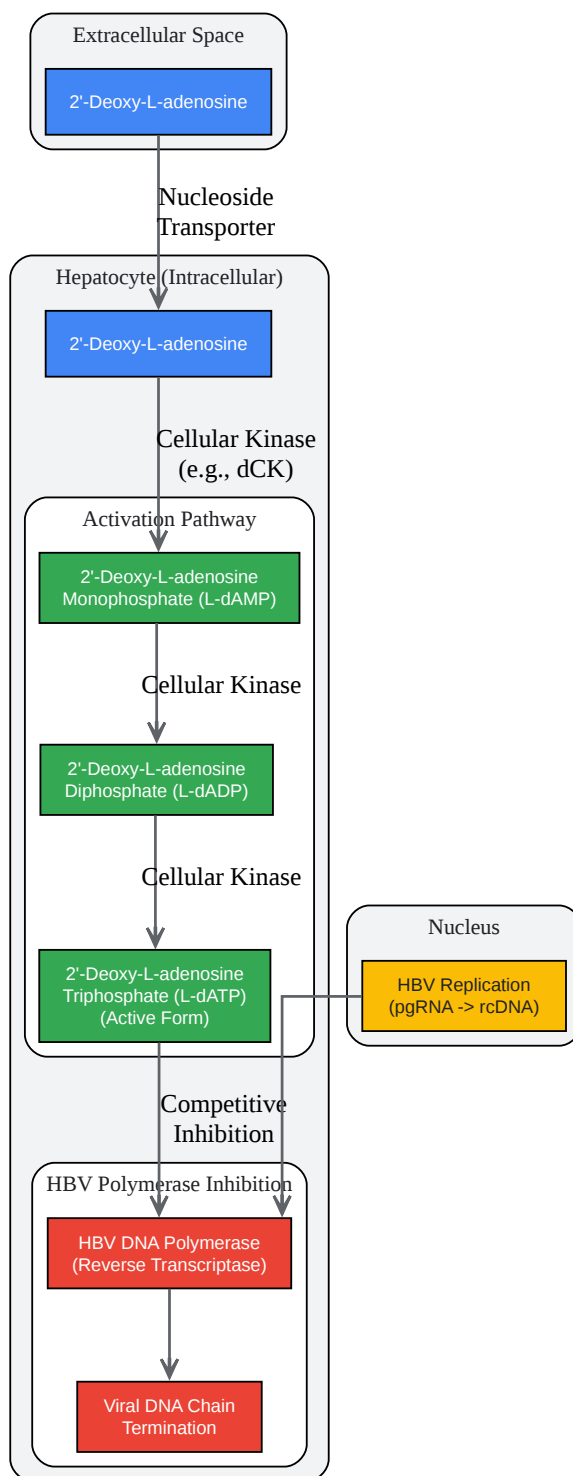 Extracellular Space
2'-Deoxy-L-adenosine
Nucleoside
Transporter
Hepatocyte (Intracellular)
2'-Deoxy-L-adenosine
Cellular Kinase
(e.g., dCK)
Activation Pathway
2'-Deoxy-L-adenosine
Monophosphate (L-dAMP)
Cellular Kinase
2'-Deoxy-L-adenosine
Diphosphate (L-dADP)
Cellular Kinase
2'-Deoxy-L-adenosine
Triphosphate (L-dATP)
(Active Form)
Nucleus
HBV Replication
(pgRNA -> rcDNA)
Competitive
Inhibition
HBV Polymerase Inhibition
HBV DNA Polymerase
(Reverse Transcriptase)
Viral DNA Chain
Termination